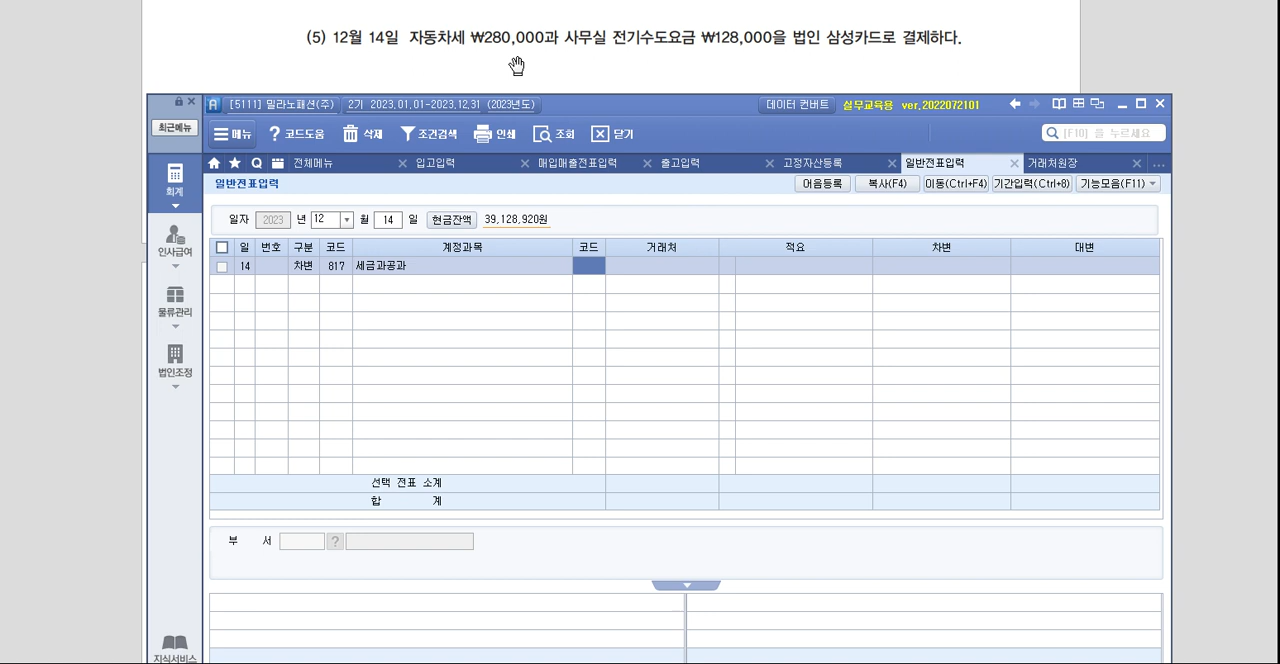 (5) 12월 14일 자동차세 ₩280,000과 사무실 전기수도요금 ₩128,000을 법인 삼성카드로 결제하다.
[5111] 밀라노패션(주) 2기 2023.01.01-2023.12.31 (2023년도) 데이터 컨버트 실무교육용 ver.2022072101
최근메뉴 메뉴 ? 코드도움 삭제 조건검색 인쇄 조회 닫기 [F10] 을 누르세요
전체메뉴 입고입력 매입매출전표입력 출고입력 고정자산등록 일반전표입력 거래처원장 ...
일반전표입력 어음등록 복사(F4) 이동(Ctrl+F4) 기간입력(Ctrl+8) 기능모음(F11)
회계
인사급여
물류관리
법인조정
지식서비스
일자 2023 년 12 월 14 일 현금잔액 39,128,920원
일 번호 구분 코드 계정과목 코드 거래처 적요 차변 대변
14 차변 817 세금과공과
선택 전표 소계
합 계
부 서 ?